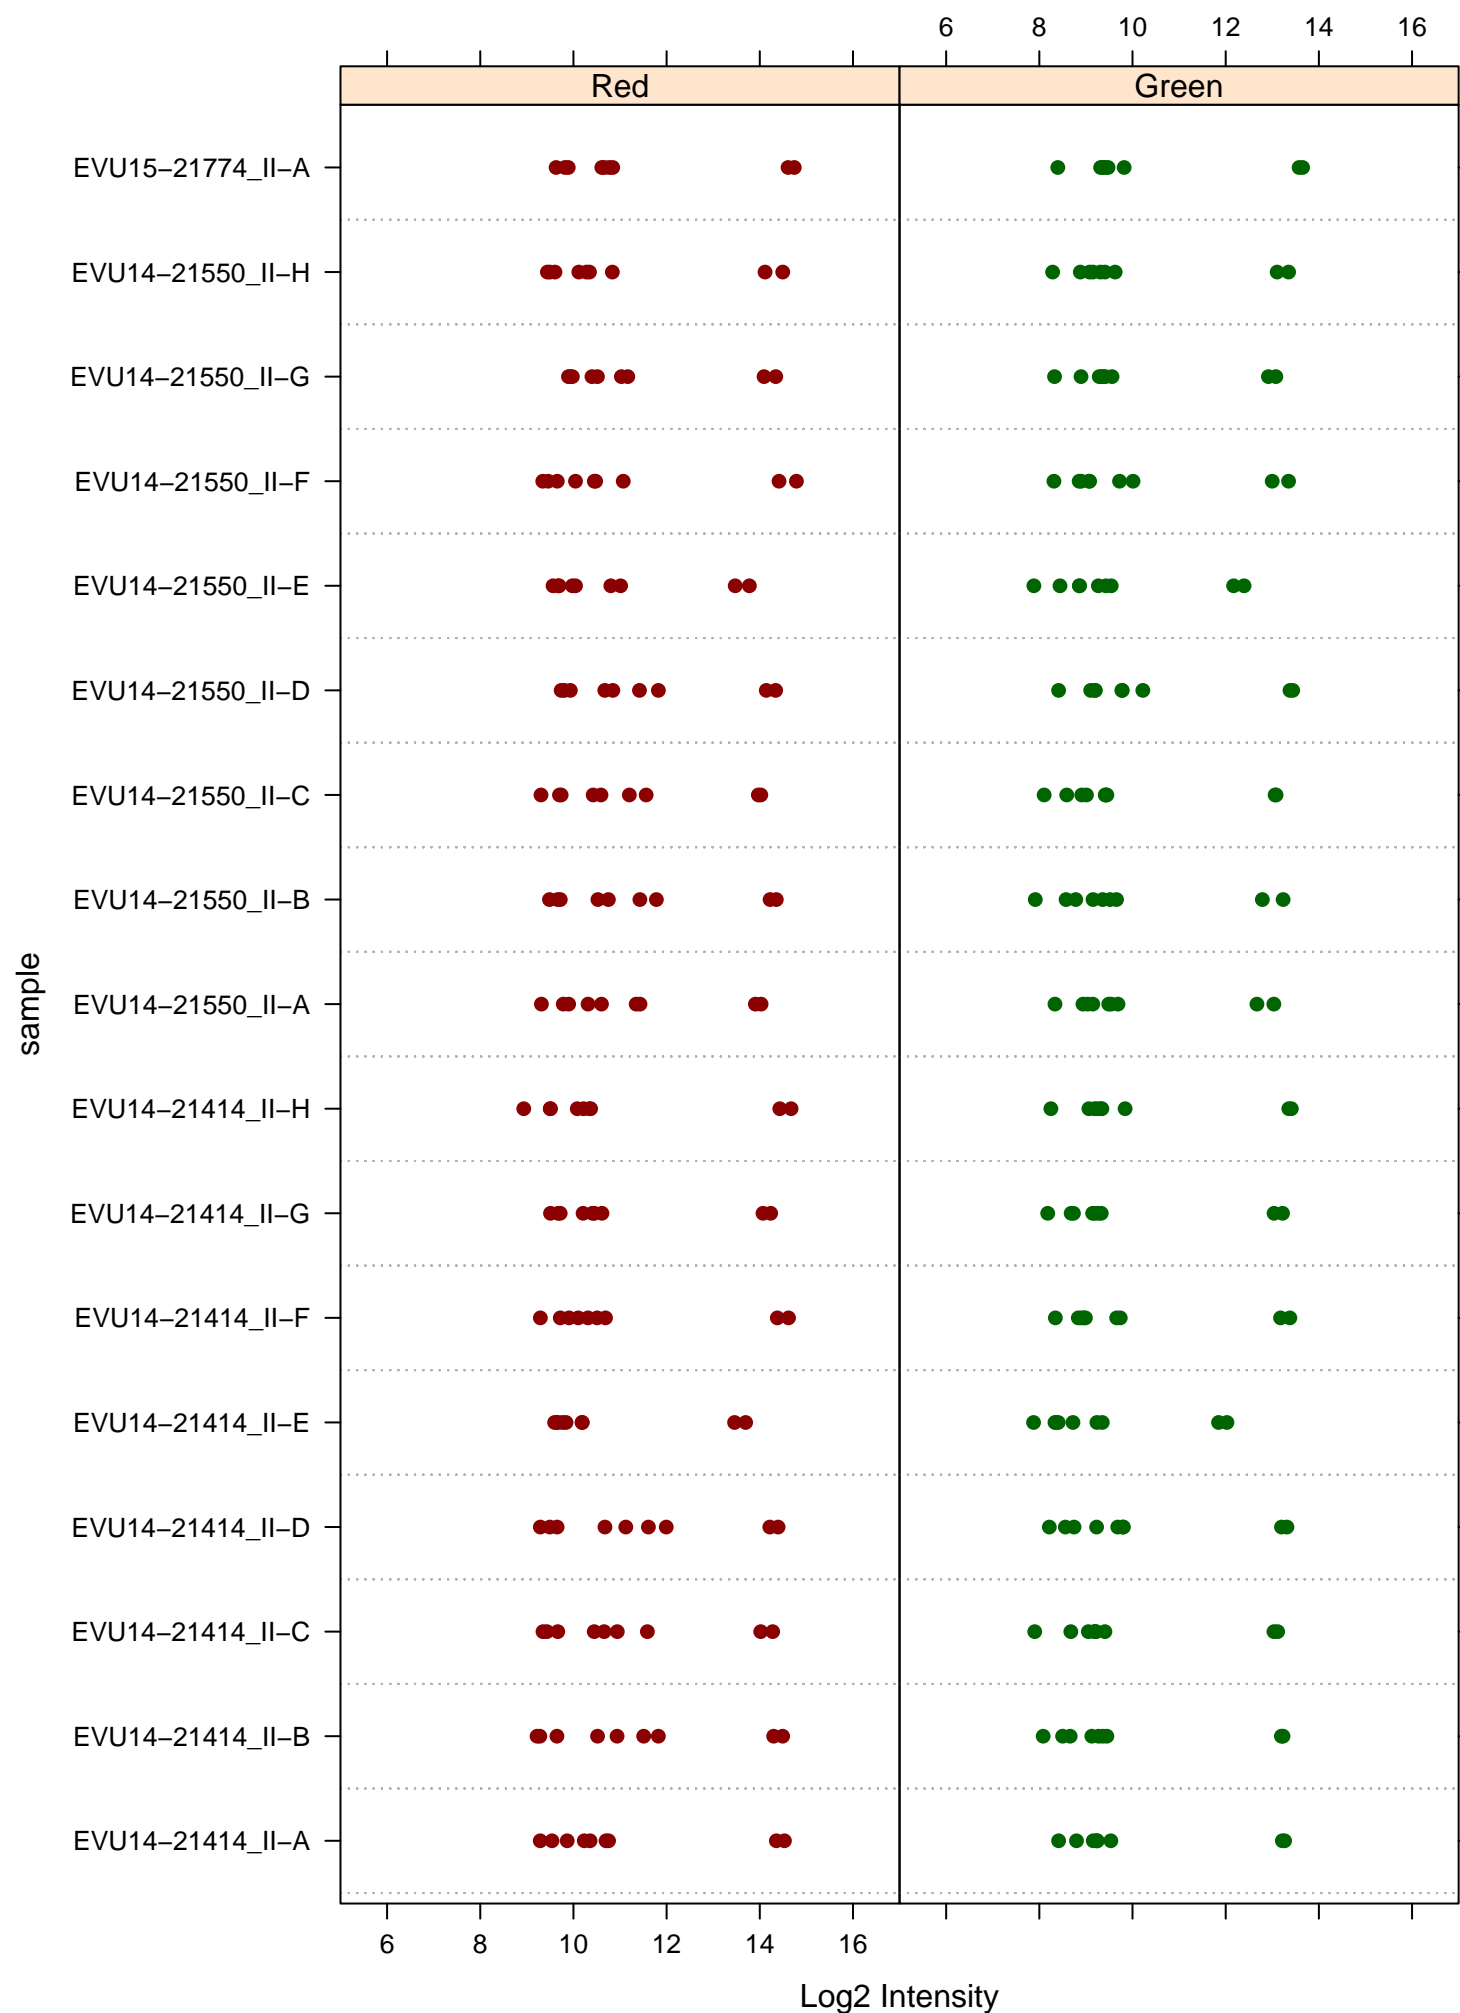 6 8 10 12 14 16
Red Green
EVU15−21774_II−A
EVU14−21550_II−H
EVU14−21550_II−G
EVU14−21550_II−F
EVU14−21550_II−E
EVU14−21550_II−D
EVU14−21550_II−C
EVU14−21550_II−B
EVU14−21550_II−A
EVU14−21414_II−H
EVU14−21414_II−G
EVU14−21414_II−F
EVU14−21414_II−E
EVU14−21414_II−D
EVU14−21414_II−C
EVU14−21414_II−B
EVU14−21414_II−A
sample
6 8 10 12 14 16
Log2 Intensity